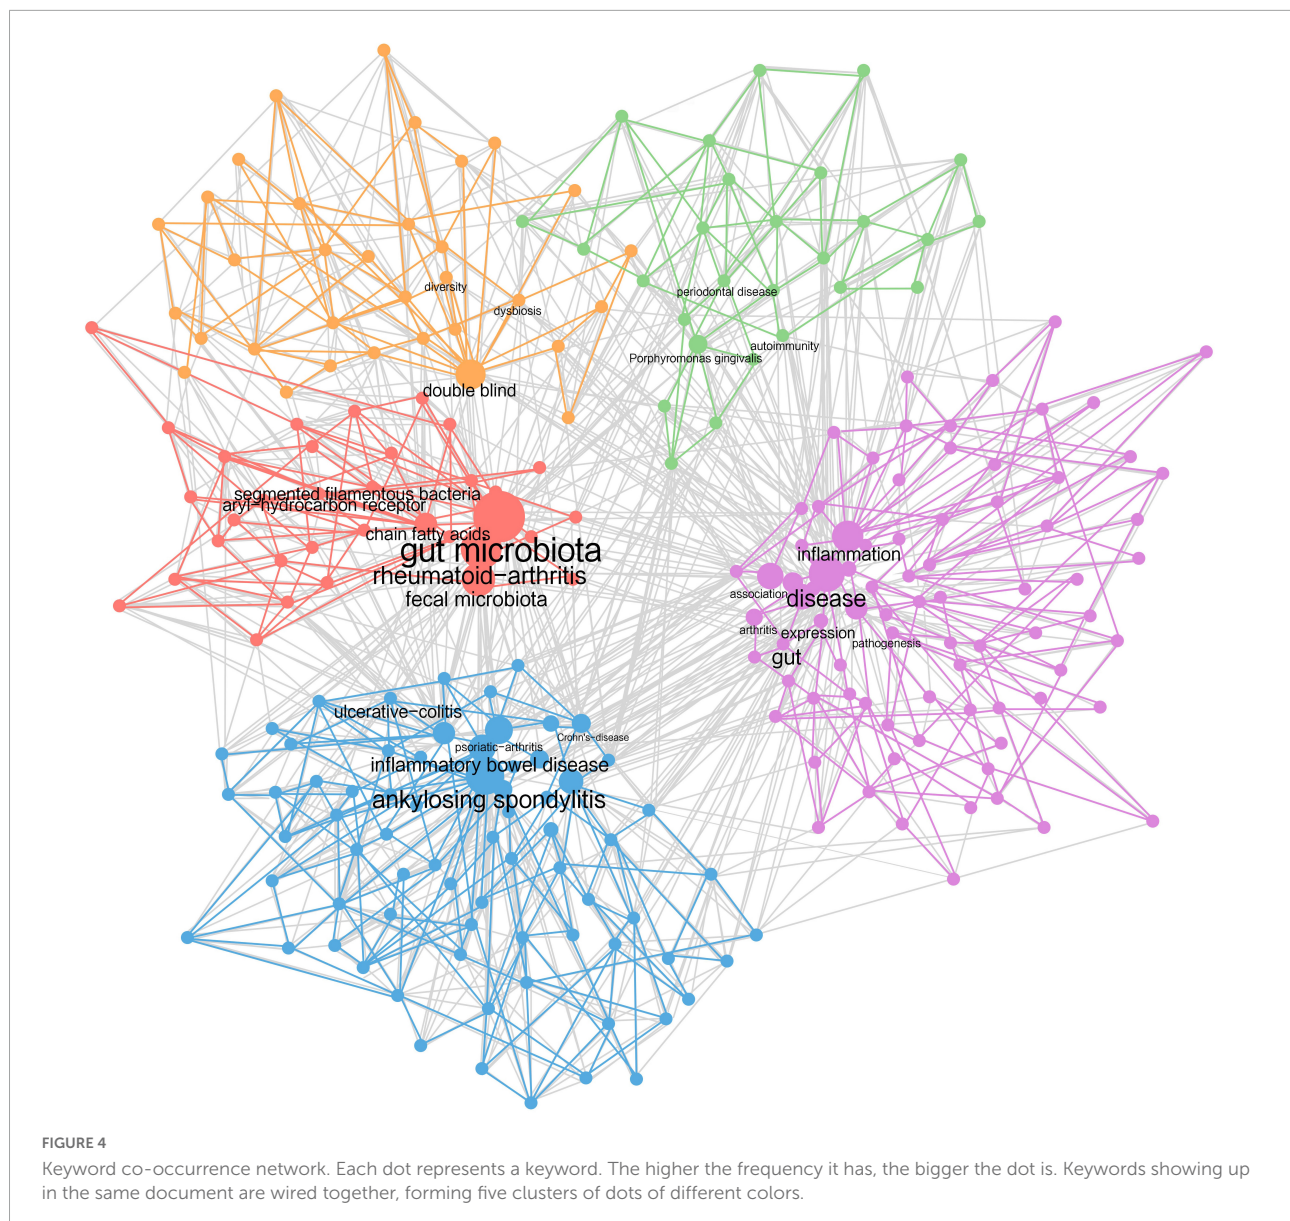 diversity
dysbiosis
periodontal disease
autoimmunity
Porphyromonas gingivalis
double blind
segmented filamentous bacteria
aryl−hydrocarbon receptor
chain fatty acids
gut microbiota
inflammation
rheumatoid−arthritis
association
disease
fecal microbiota
arthritis
expression
pathogenesis
gut
ulcerative−colitis
Crohn's−disease
psoriatic−arthritis
inflammatory bowel disease
ankylosing spondylitis
FIGURE 4
Keyword co-occurrence network. Each dot represents a keyword. The higher the frequency it has, the bigger the dot is. Keywords showing up
in the same document are wired together, forming five clusters of dots of different colors.